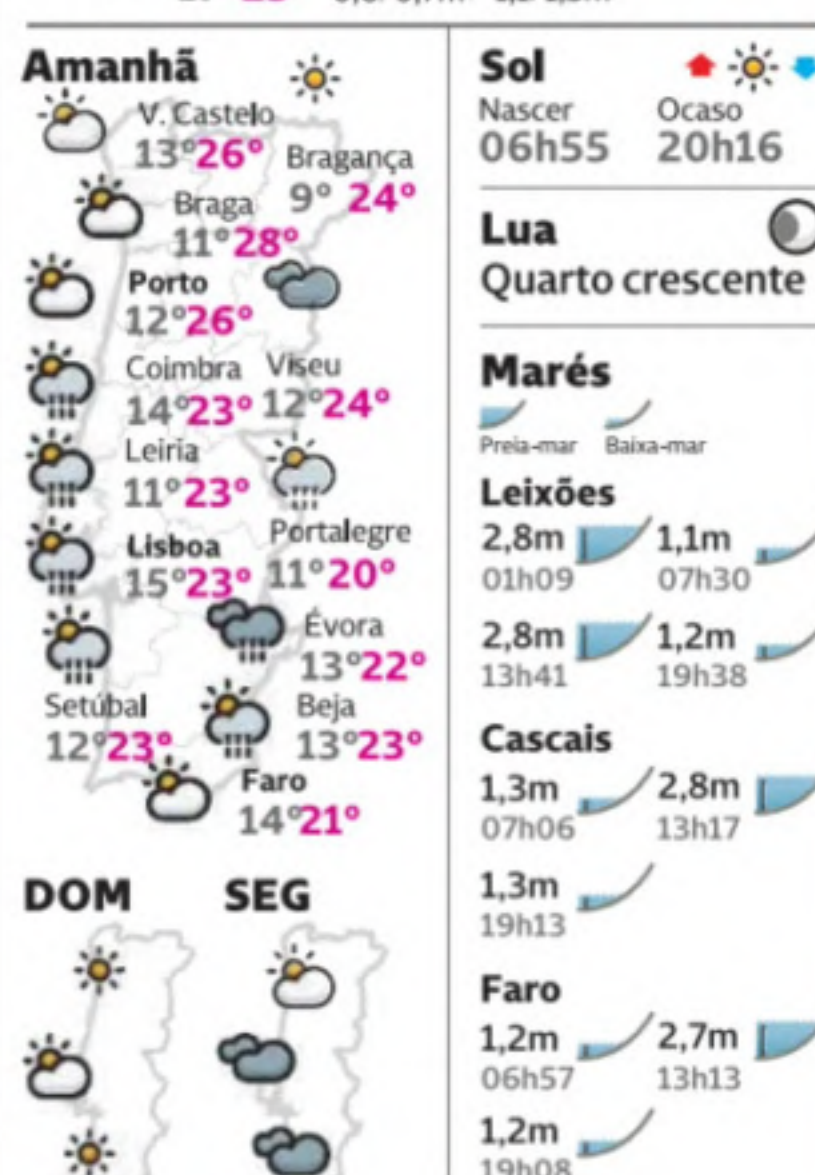 Amanhã
V. Castelo
13° 26°
Bragança
9° 24°
Braga
11° 28°
Porto
12° 26°
Coimbra
14° 23°
Viseu
12° 24°
Leiria
11° 23°
Lisboa
15° 23°
Portalegre
11° 20°
Évora
13° 22°
Setúbal
12° 23°
Beja
13° 23°
Faro
14° 21°
DOM
SEG
Sol
Nascer Ocaso
06h55 20h16
Lua
Quarto crescente
Marés
Preia-mar Baixa-mar
Leixões
2,8m 1,1m
01h09 07h30
2,8m 1,2m
13h41 19h38
Cascais
1,3m 2,8m
07h06 13h17
1,3m
19h13
Faro
1,2m 2,7m
06h57 13h13
1,2m
19h08